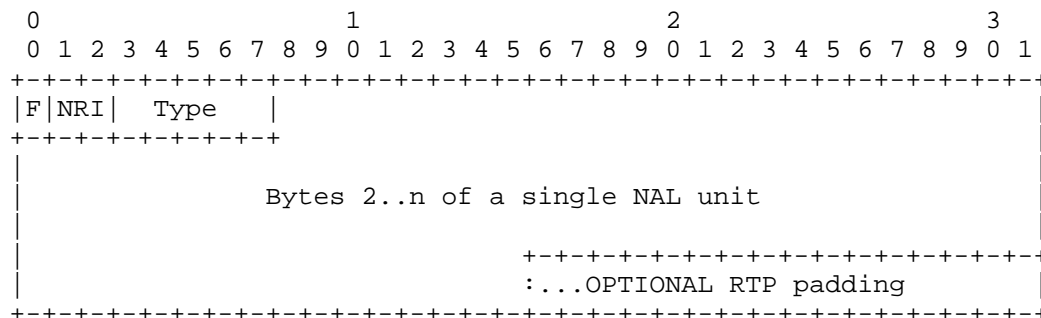 0                   1                   2                   3
 0 1 2 3 4 5 6 7 8 9 0 1 2 3 4 5 6 7 8 9 0 1 2 3 4 5 6 7 8 9 0 1
+-+-+-+-+-+-+-+-+-+-+-+-+-+-+-+-+-+-+-+-+-+-+-+-+-+-+-+-+-+-+-+-+
|F|NRI|  Type   |                                               |
+-+-+-+-+-+-+-+-+                                               |
|                                                               |
|               Bytes 2..n of a single NAL unit                 |
|                                                               |
|                               +-+-+-+-+-+-+-+-+-+-+-+-+-+-+-+-+
|                               :...OPTIONAL RTP padding        |
+-+-+-+-+-+-+-+-+-+-+-+-+-+-+-+-+-+-+-+-+-+-+-+-+-+-+-+-+-+-+-+-+